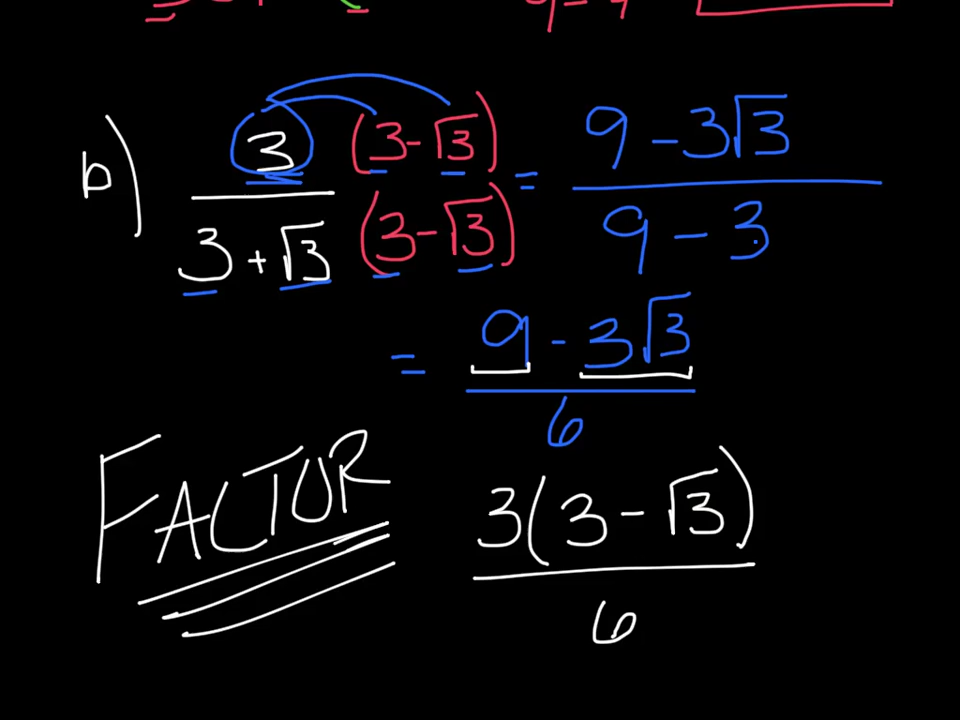 b) 3 (3-√3) = 9 - 3√3
3 + √3 (3-√3) 9 - 3
= 9 - 3√3
6
FACTOR 3(3-√3)
6